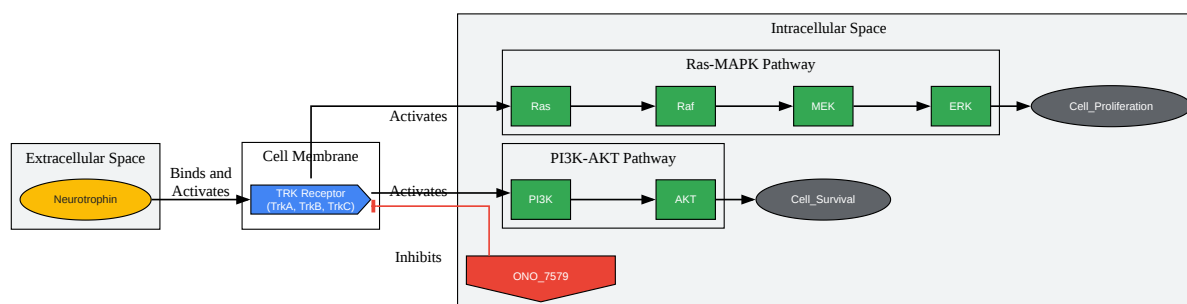 Intracellular Space
Ras-MAPK Pathway
Ras
Raf
MEK
ERK
Cell_Proliferation
Activates
Extracellular Space
Neurotrophin
Binds and
Activates
Cell Membrane
TRK Receptor
(TrkA, TrkB, TrkC)
Activates
PI3K-AKT Pathway
PI3K
AKT
Cell_Survival
Inhibits
ONO_7579